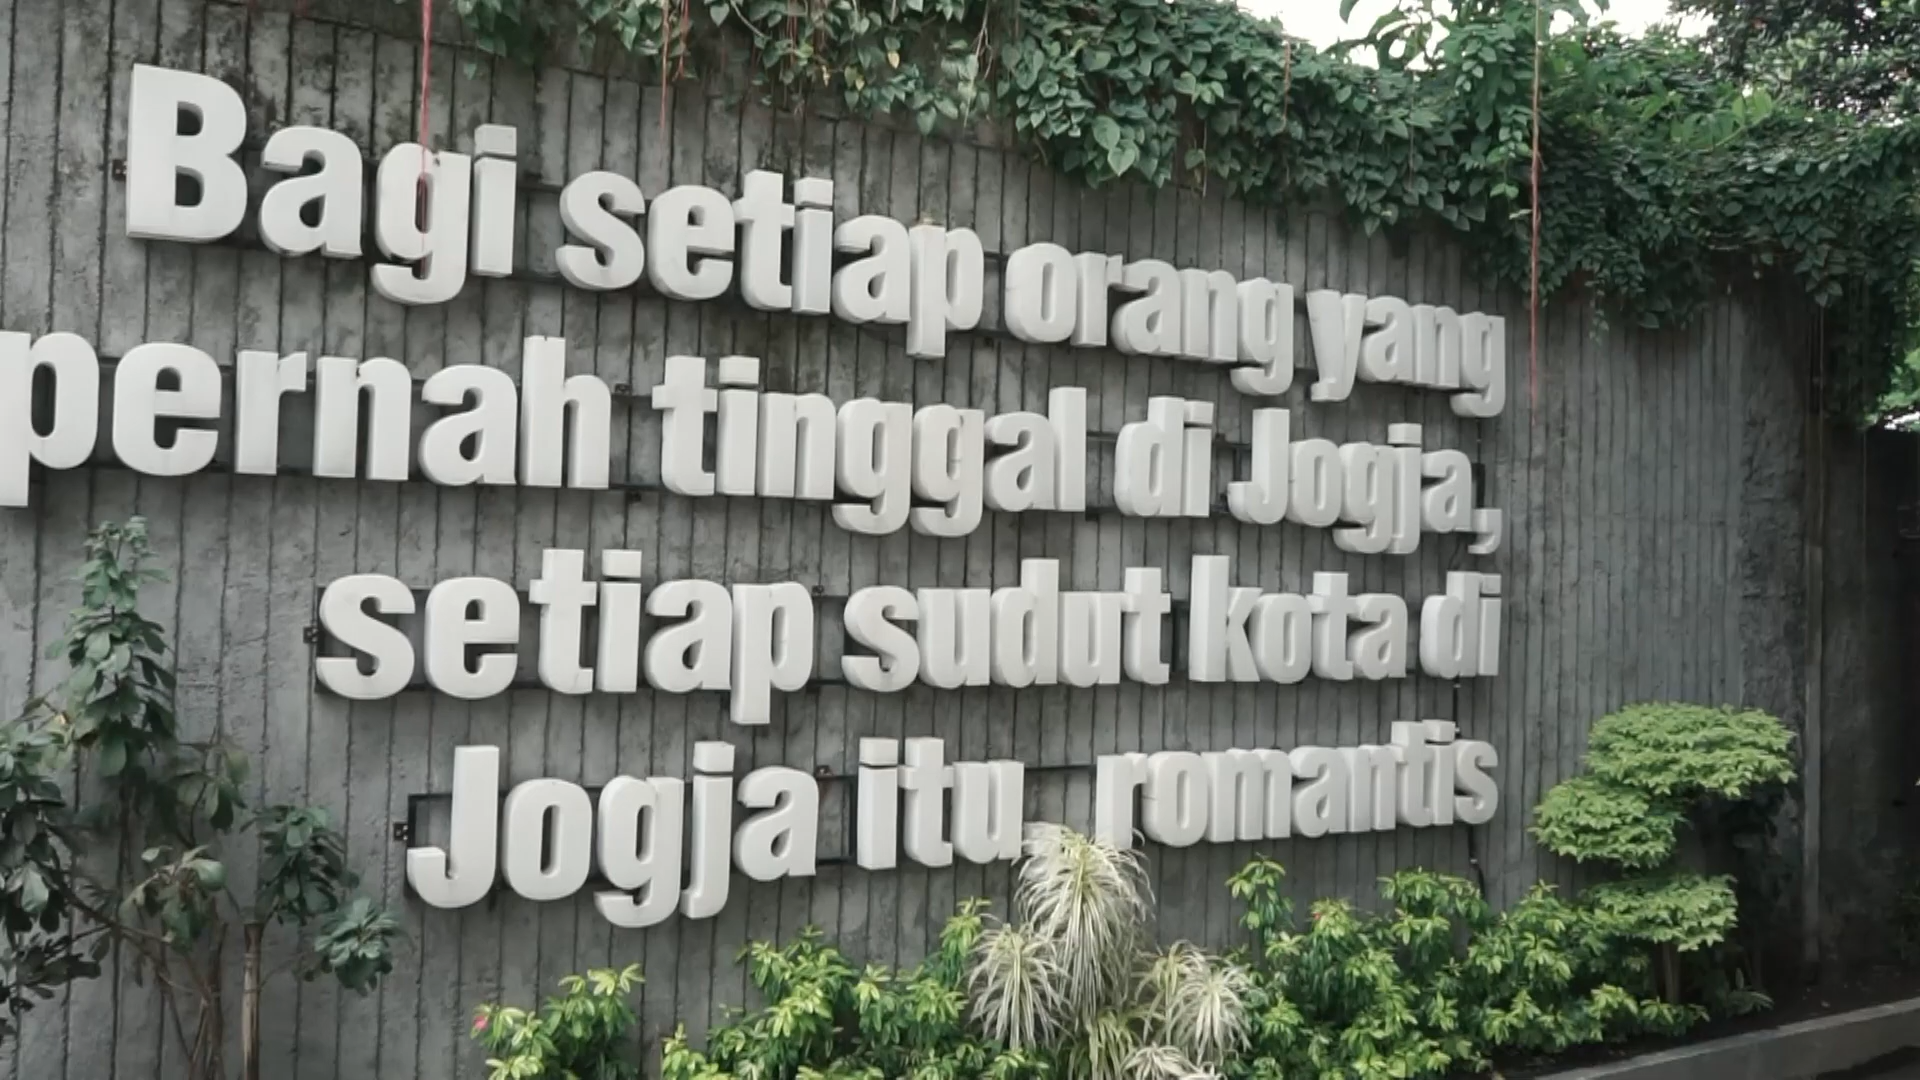 Bagi setiap orang yang
pernah tinggal di Jogja,
setiap sudut kota di
Jogja itu romantis